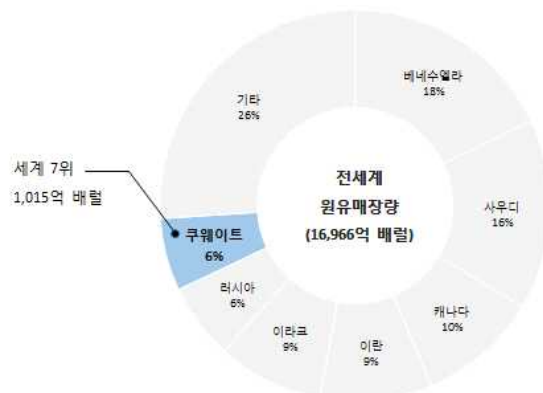 베네수엘라
18%
기타
26%
세계 7위
1,015억 배럴
전세계
원유매장량
(16,966억 배럴)
사우디
16%
쿠웨이트
6%
러시아
6%
캐나다
10%
이라크
9%
이란
9%